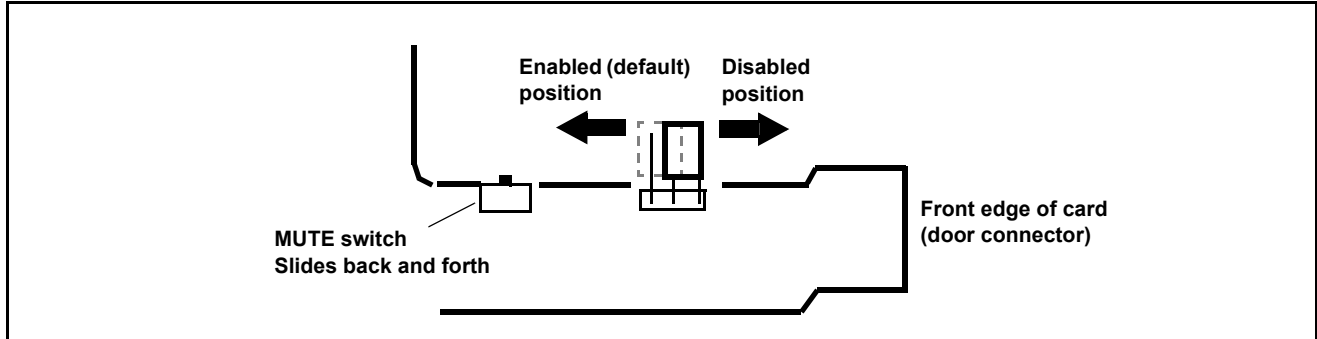 Enabled (default)
position
Disabled
position
Front edge of card
(door connector)
MUTE switch
Slides back and forth